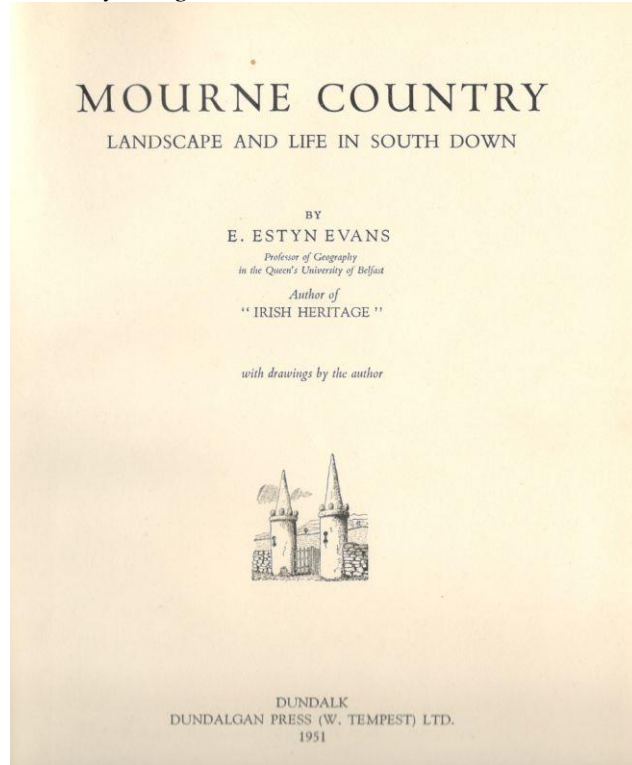 MOURNE COUNTRY
LANDSCAPE AND LIFE IN SOUTH DOWN
BY
E. ESTYN EVANS
Professor of Geography
in the Queen's University of Belfast
Author of
“ IRISH HERITAGE ”
with drawings by the author
DUNDALK
DUNDALGAN PRESS (W. TEMPEST) LTD.
1951